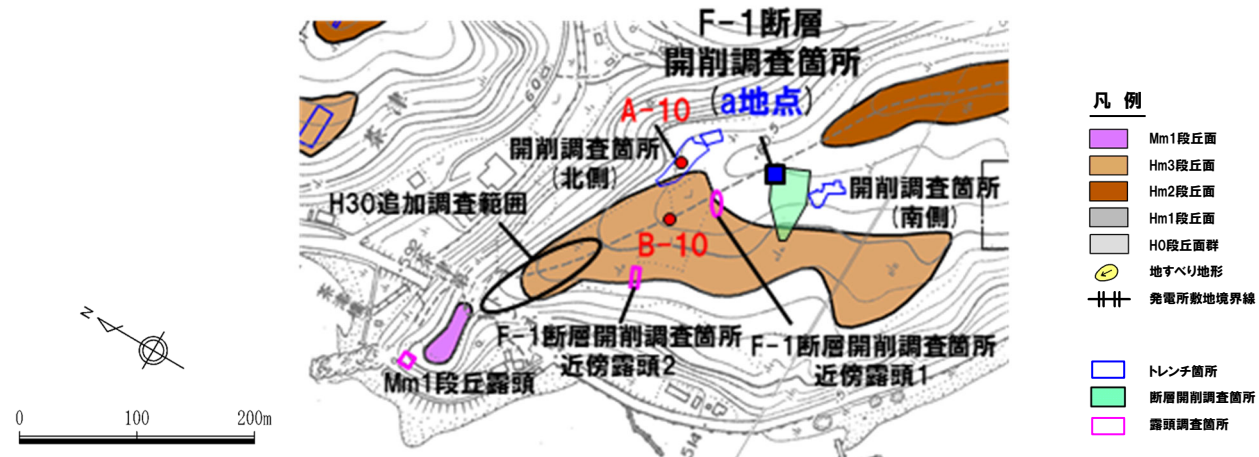 F-1断層
開削調査箇所
(a地点)
A-10
開削調査箇所
(北側)
H30追加調査範囲
開削調査箇所
(南側)
B-10
F-1断層開削調査箇所
近傍露頭2
F-1断層開削調査箇所
近傍露頭1
Mm1段丘露頭
60
514
N
0 100 200m
凡 例
Mm1段丘面
Hm3段丘面
Hm2段丘面
Hm1段丘面
H0段丘面群
地すべり地形
発電所敷地境界線
トレンチ箇所
断層開削調査箇所
露頭調査箇所